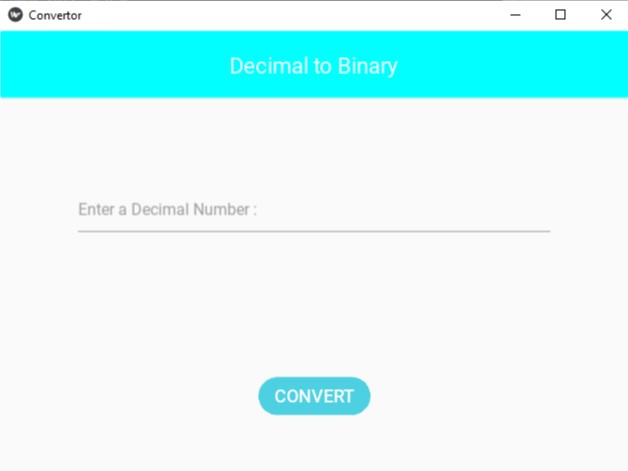 Convertor
Decimal to Binary
Enter a Decimal Number :
CONVERT